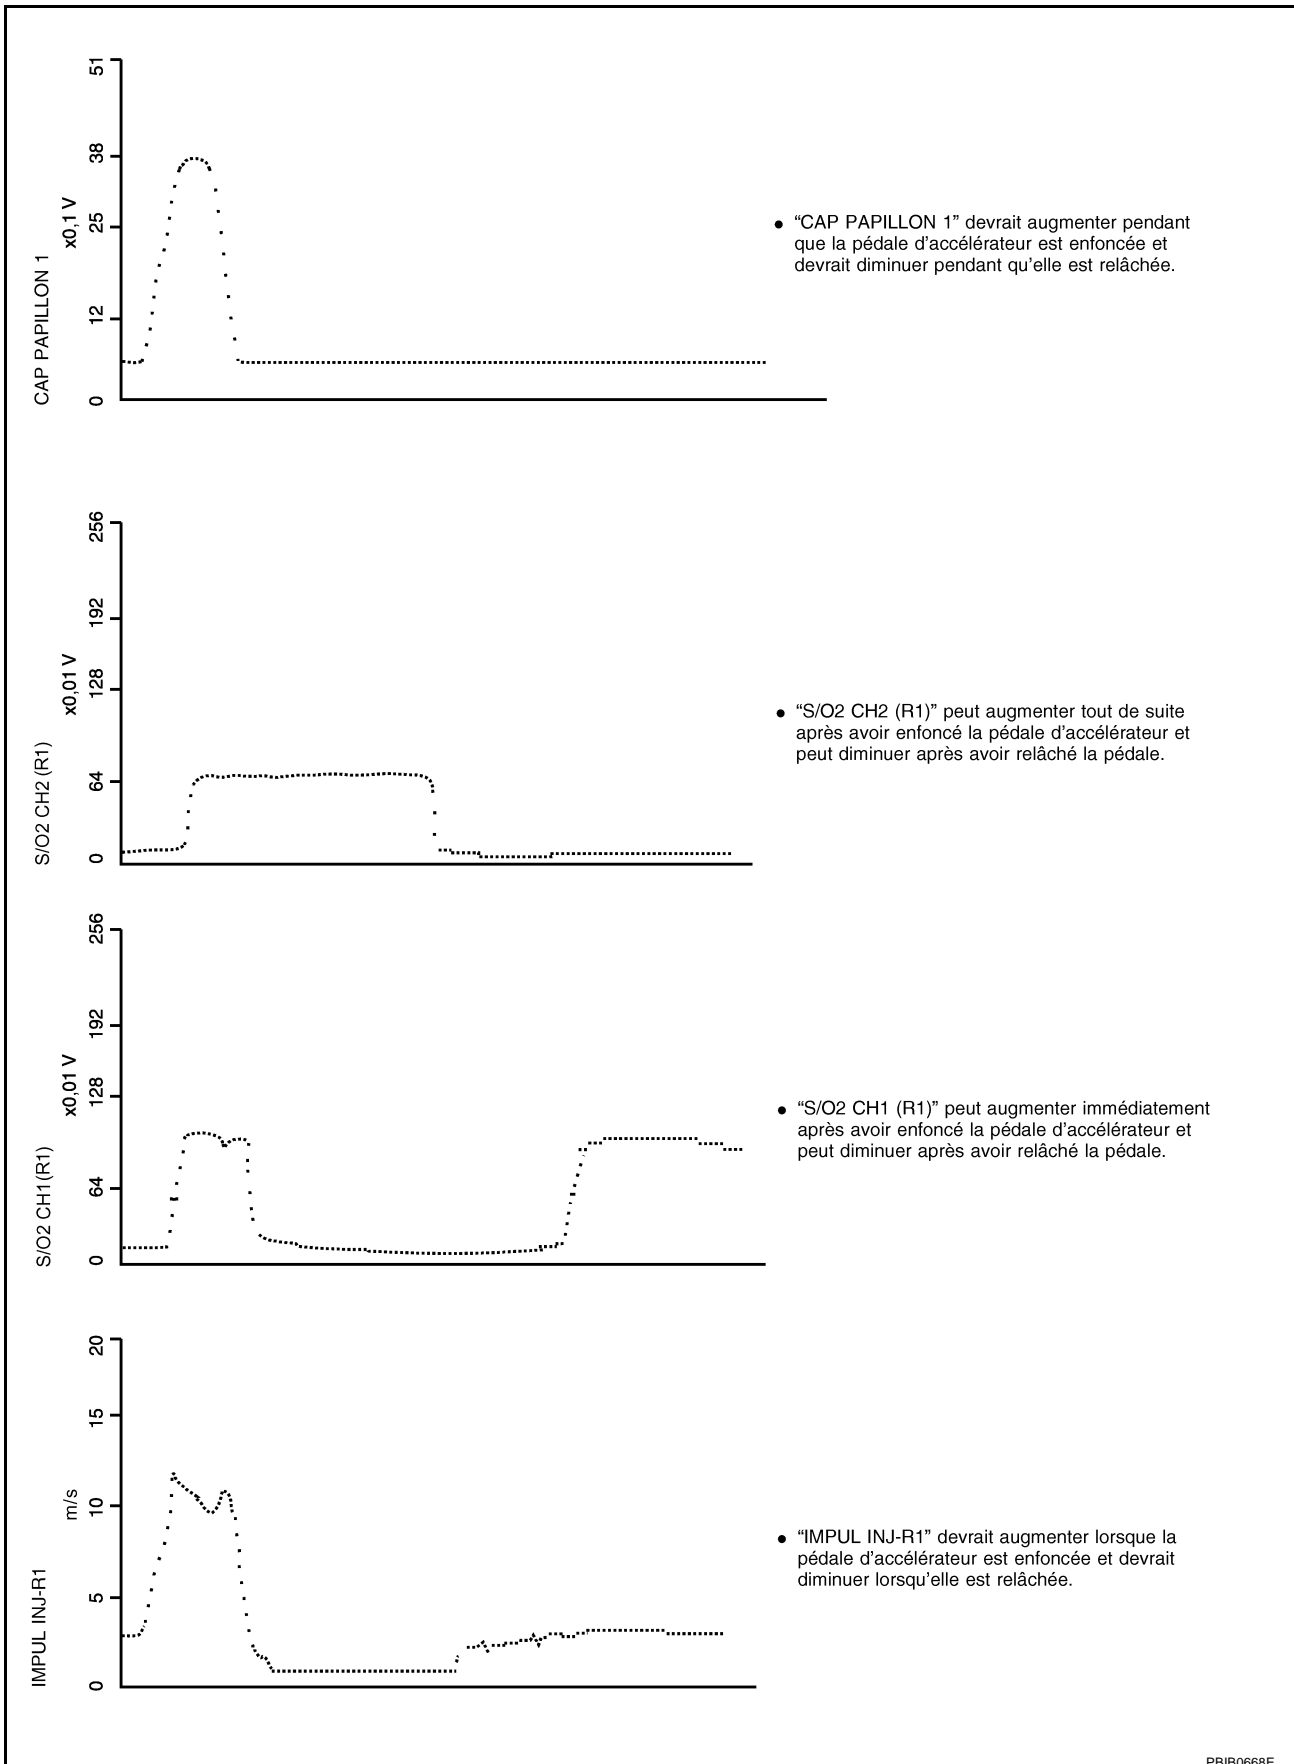 51
38
25
12
0
x0,1 V
CAP PAPILLON 1
● “CAP PAPILLON 1” devrait augmenter pendant
que la pédale d’accélérateur est enfoncée et
devrait diminuer pendant qu’elle est relâchée.
256
192
128
64
0
x0,01 V
S/O2 CH2 (R1)
● “S/O2 CH2 (R1)” peut augmenter tout de suite
après avoir enfoncé la pédale d’accélérateur et
peut diminuer après avoir relâché la pédale.
256
192
128
64
0
x0,01 V
S/O2 CH1(R1)
● “S/O2 CH1 (R1)” peut augmenter immédiatement
après avoir enfoncé la pédale d’accélérateur et
peut diminuer après avoir relâché la pédale.
20
15
10
5
0
m/s
IMPUL INJ-R1
● “IMPUL INJ-R1” devrait augmenter lorsque la
pédale d’accélérateur est enfoncée et devrait
diminuer lorsqu’elle est relâchée.
PBIB0668E